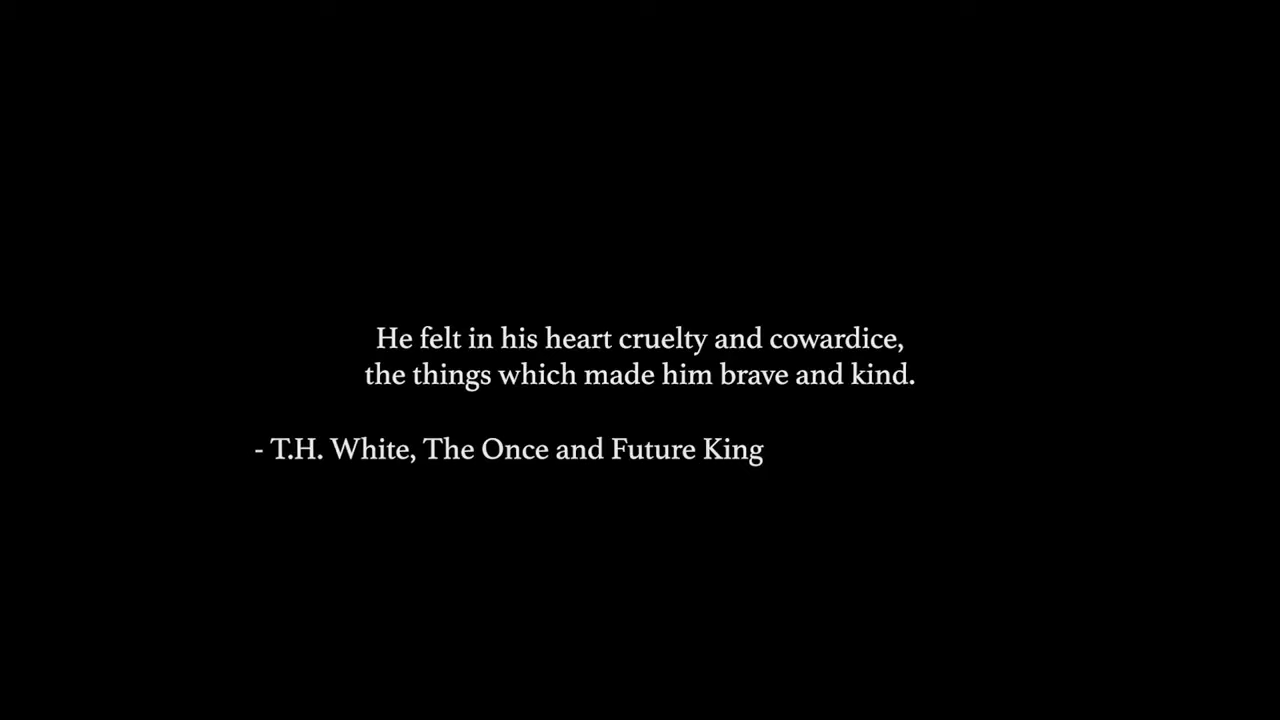 He felt in his heart cruelty and cowardice,
the things which made him brave and kind.
- T.H. White, The Once and Future King